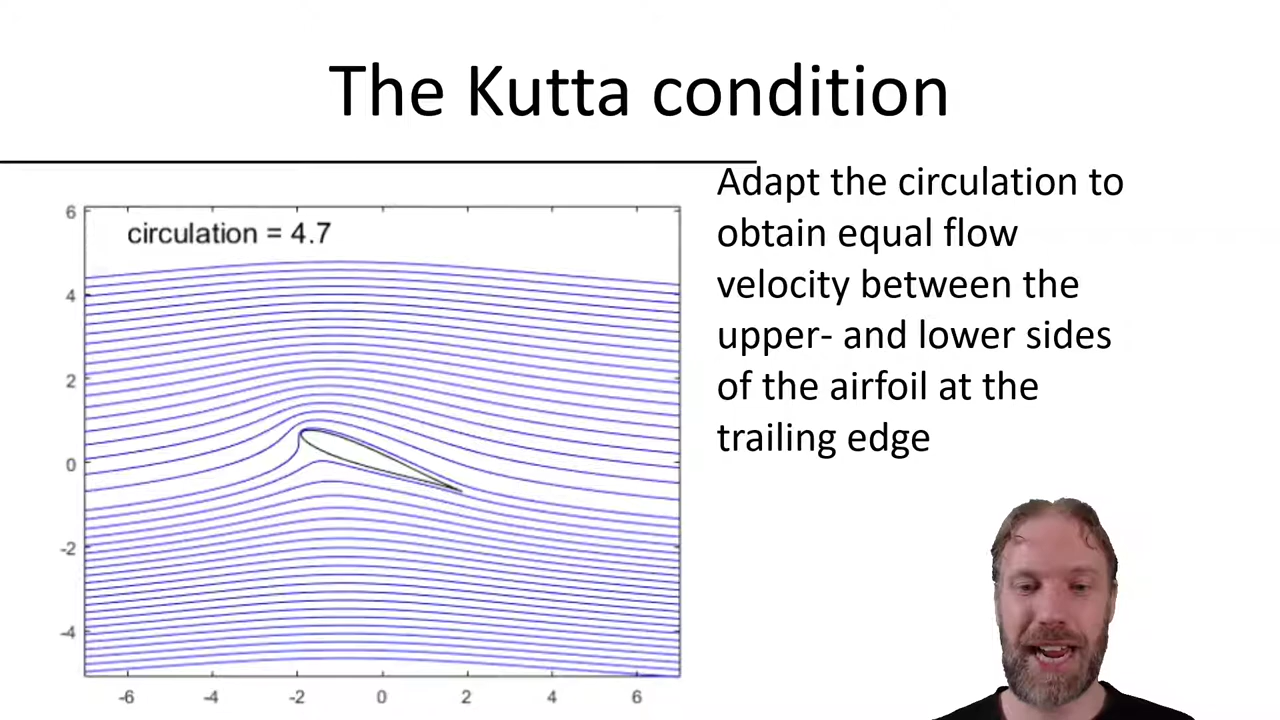 The Kutta condition
Adapt the circulation to
obtain equal flow
velocity between the
upper- and lower sides
of the airfoil at the
trailing edge
circulation = 4.7
6
4
2
0
-2
-4
-6
-4
-2
0
2
4
6